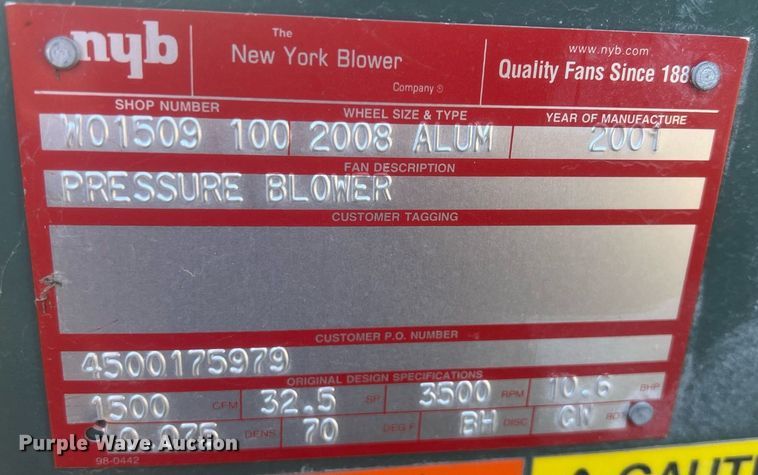 nyb
The
New York Blower
Company ®
www.nyb.com
Quality Fans Since 188
SHOP NUMBER WHEEL SIZE & TYPE YEAR OF MANUFACTURE
W01509 100 2008 ALUM 2001
FAN DESCRIPTION
PRESSURE BLOWER
CUSTOMER TAGGING
CUSTOMER P.O. NUMBER
4500175979
ORIGINAL DESIGN SPECIFICATIONS
1500 CFM 32.5 SP 3500 RPM 10.6 BHP
0.075 DENS 70 DEG F BH DISC CW ROT
98-0442
Purple Wave Auction
CAUTI